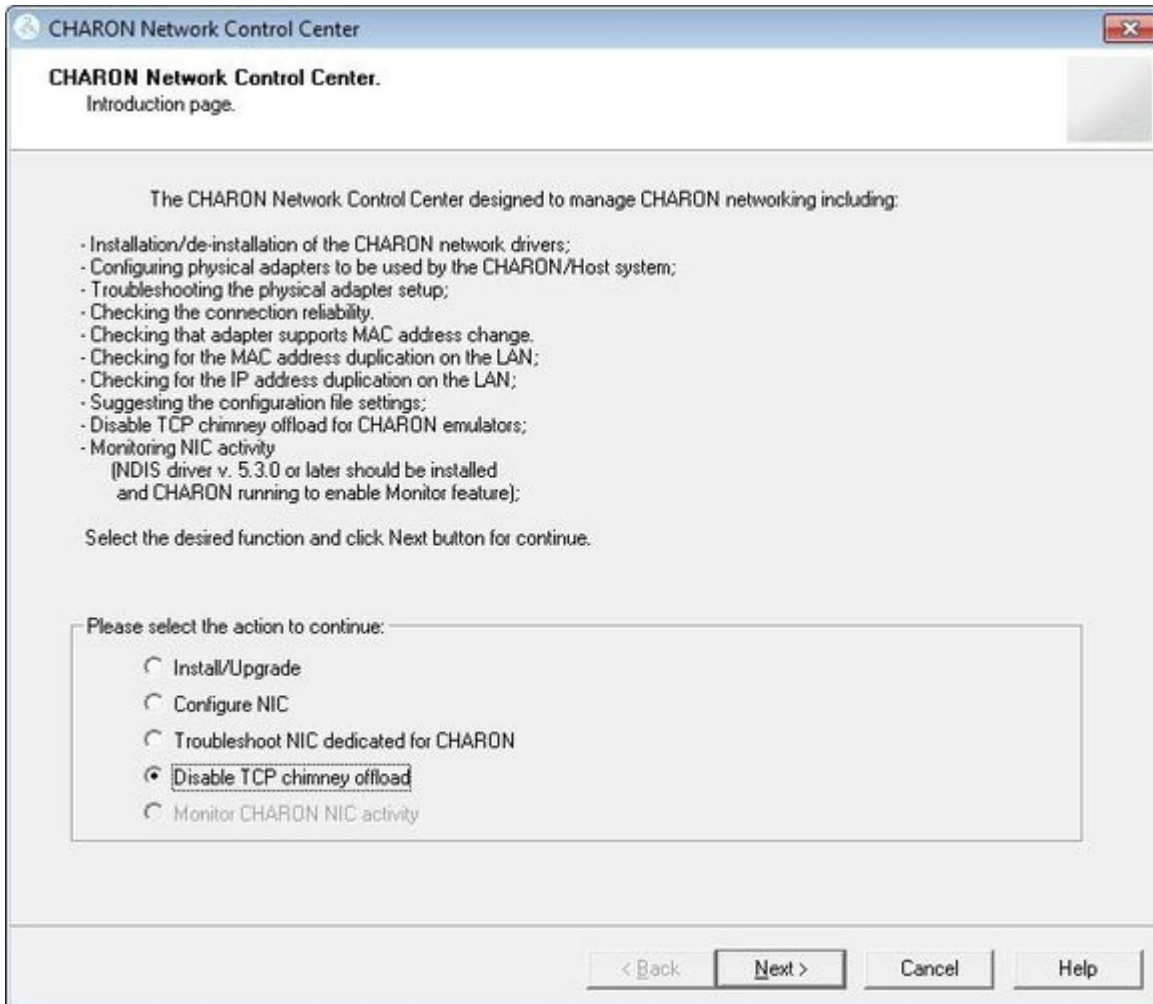 CHARON Network Control Center
CHARON Network Control Center.
Introduction page.
The CHARON Network Control Center designed to manage CHARON networking including:
- Installation/de-installation of the CHARON network drivers;
- Configuring physical adapters to be used by the CHARON/Host system;
- Troubleshooting the physical adapter setup;
- Checking the connection reliability.
- Checking that adapter supports MAC address change.
- Checking for the MAC address duplication on the LAN;
- Checking for the IP address duplication on the LAN;
- Suggesting the configuration file settings;
- Disable TCP chimney offload for CHARON emulators;
- Monitoring NIC activity
(NDIS driver v. 5.3.0 or later should be installed
and CHARON running to enable Monitor feature);
Select the desired function and click Next button for continue.
Please select the action to continue:
Install/Upgrade
Configure NIC
Troubleshoot NIC dedicated for CHARON
Disable TCP chimney offload
Monitor CHARON NIC activity
< Back Next > Cancel Help